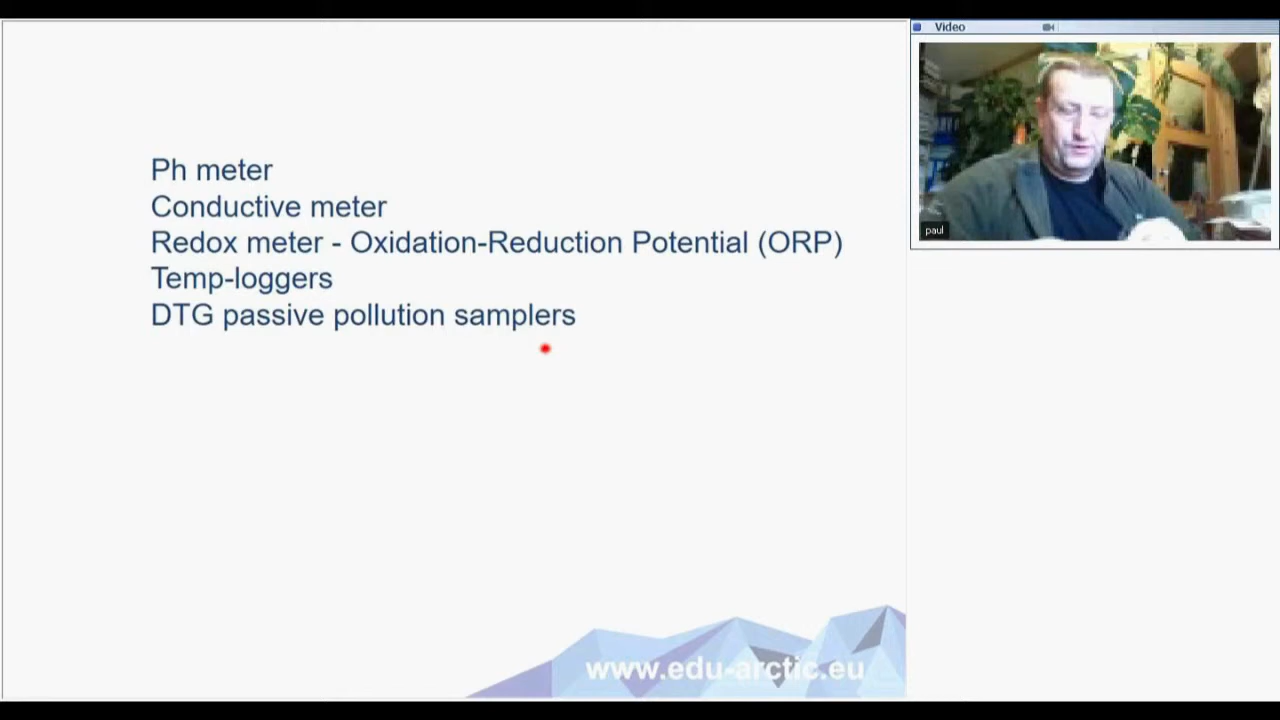 Video
paul
Ph meter
Conductive meter
Redox meter - Oxidation-Reduction Potential (ORP)
Temp-loggers
DTG passive pollution samplers
www.edu-arctic.eu